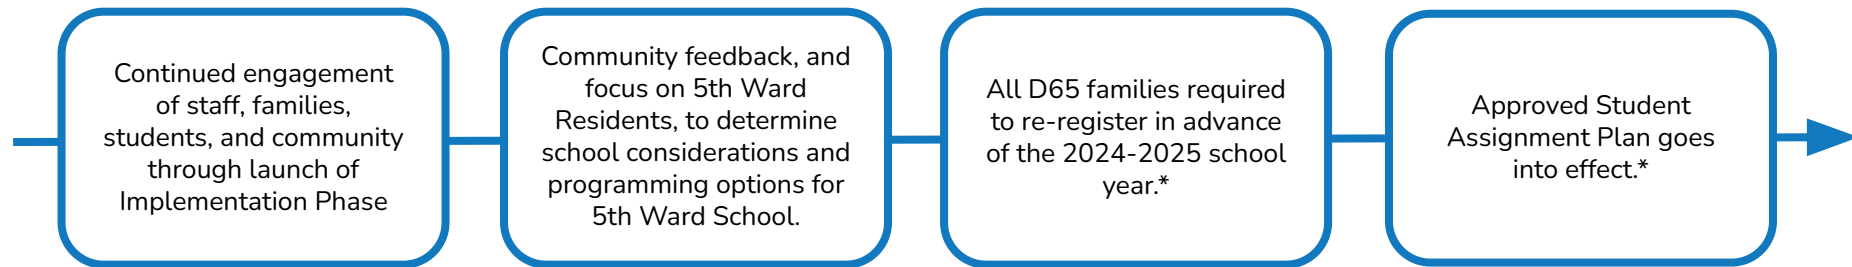 Continued engagement
of staff, families,
students, and community
through launch of
Implementation Phase
Community feedback, and
focus on 5th Ward
Residents, to determine
school considerations and
programming options for
5th Ward School.
All D65 families required
to re-register in advance
of the 2024-2025 school
year.*
Approved Student
Assignment Plan goes
into effect.*